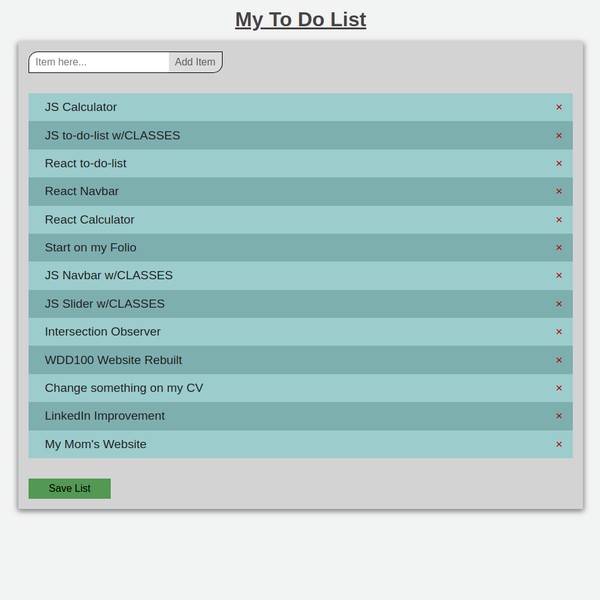 My To Do List
Item here... Add Item
JS Calculator ×
JS to-do-list w/CLASSES ×
React to-do-list ×
React Navbar ×
React Calculator ×
Start on my Folio ×
JS Navbar w/CLASSES ×
JS Slider w/CLASSES ×
Intersection Observer ×
WDD100 Website Rebuilt ×
Change something on my CV ×
LinkedIn Improvement ×
My Mom's Website ×
Save List